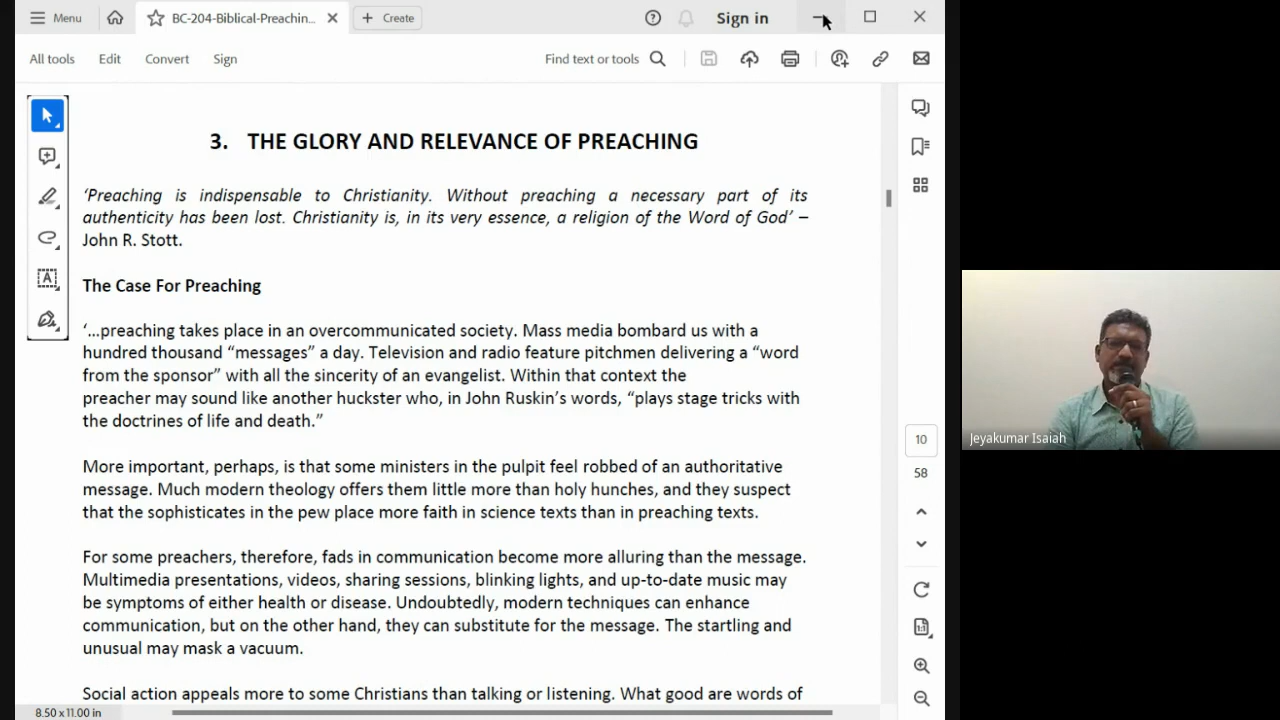 Menu
BC-204-Biblical-Preachin...
Create
Sign in
All tools
Edit
Convert
Sign
Find text or tools
3. THE GLORY AND RELEVANCE OF PREACHING
‘Preaching is indispensable to Christianity. Without preaching a necessary part of its
authenticity has been lost. Christianity is, in its very essence, a religion of the Word of God’ –
John R. Stott.
The Case For Preaching
‘…preaching takes place in an overcommunicated society. Mass media bombard us with a
hundred thousand “messages” a day. Television and radio feature pitchmen delivering a “word
from the sponsor” with all the sincerity of an evangelist. Within that context the
preacher may sound like another huckster who, in John Ruskin’s words, “plays stage tricks with
the doctrines of life and death.”
More important, perhaps, is that some ministers in the pulpit feel robbed of an authoritative
message. Much modern theology offers them little more than holy hunches, and they suspect
that the sophisticates in the pew place more faith in science texts than in preaching texts.
For some preachers, therefore, fads in communication become more alluring than the message.
Multimedia presentations, videos, sharing sessions, blinking lights, and up-to-date music may
be symptoms of either health or disease. Undoubtedly, modern techniques can enhance
communication, but on the other hand, they can substitute for the message. The startling and
unusual may mask a vacuum.
Social action appeals more to some Christians than talking or listening. What good are words of
8.50 x 11.00 in
10
58
1:1
Jeyakumar Isaiah